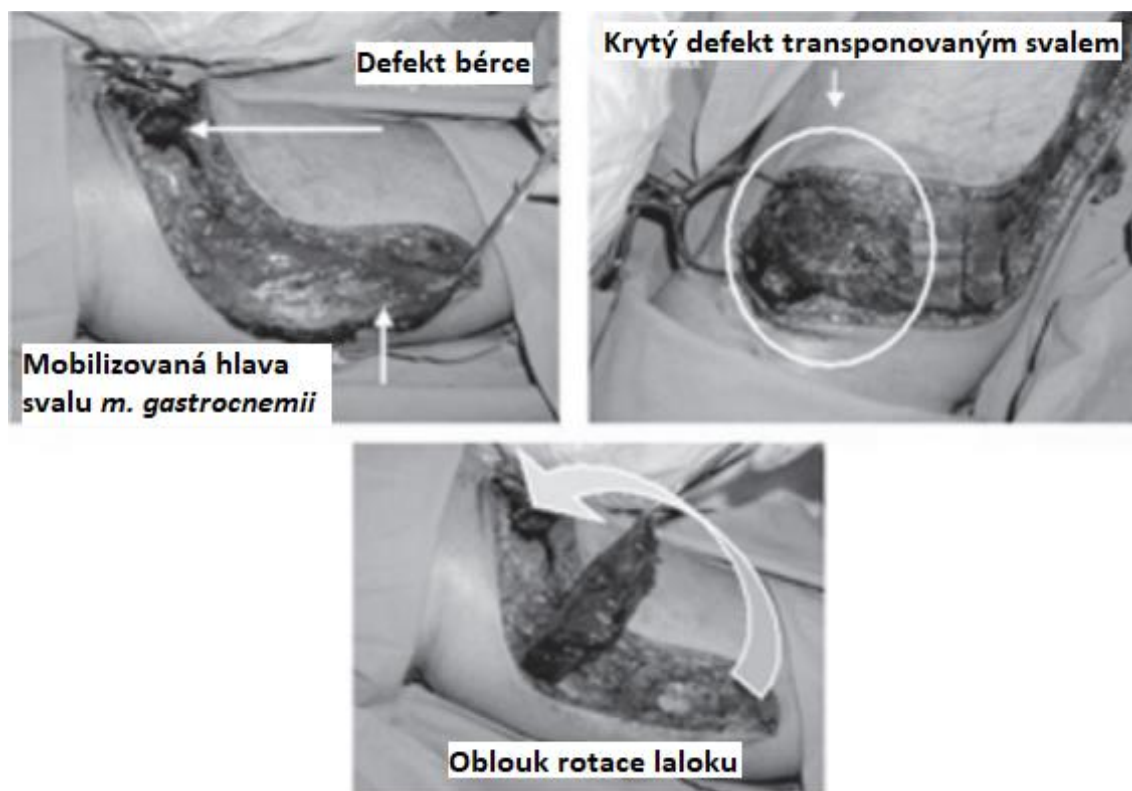 Defekt bérce
Krytý defekt transponovaným svalem
Mobilizovaná hlava
svalu m. gastrocnemii
Oblouk rotace laloku